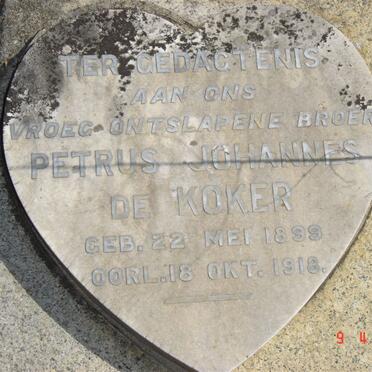 TER GEDACTENIS
AAN ONS
VROEG-ONTSLAPENE BROER
PETRUS JOHANNES
DE KOKER
GEB. 22 MEI 1899
OORL. 18 OKT. 1918.
9 4